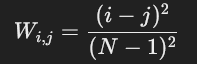 W_{i,j} = \frac{(i-j)^2}{(N-1)^2}